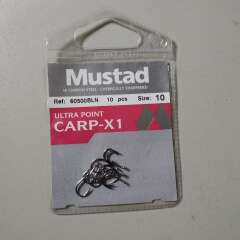 Mustad
HI CARBON STEEL - CHEMICALLY SHARPENED
Ref: 60500BLN 10 pcs Size: 10
ULTRA POINT
CARP-X1